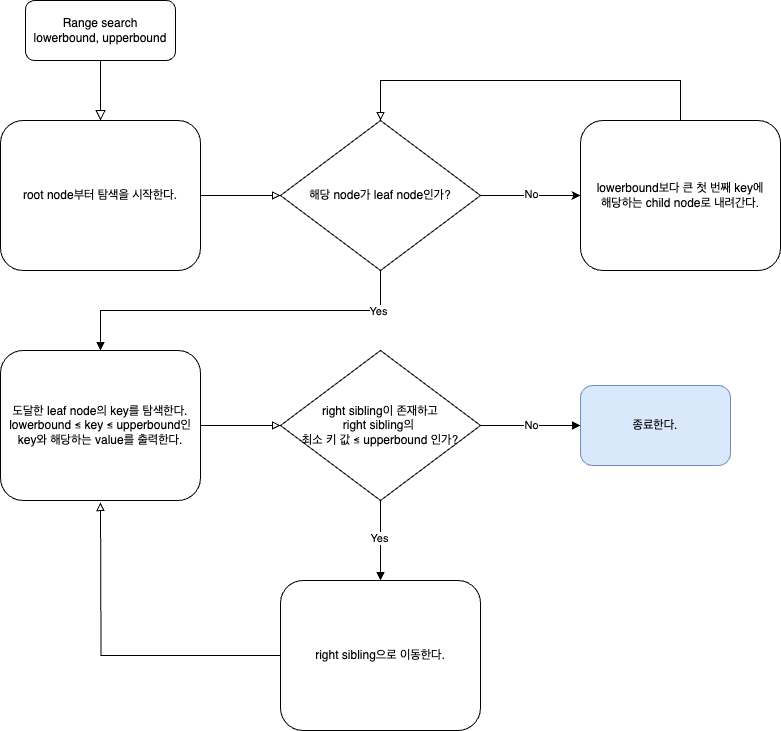 Range search
lowerbound, upperbound
root node부터 탐색을 시작한다.
해당 node가 leaf node인가?
No
lowerbound보다 큰 첫 번째 key에
해당하는 child node로 내려간다.
Yes
도달한 leaf node의 key를 탐색한다.
lowerbound ≤ key ≤ upperbound인
key와 해당하는 value를 출력한다.
right sibling이 존재하고
right sibling의
최소 키 값 ≤ upperbound 인가?
No
종료한다.
Yes
right sibling으로 이동한다.